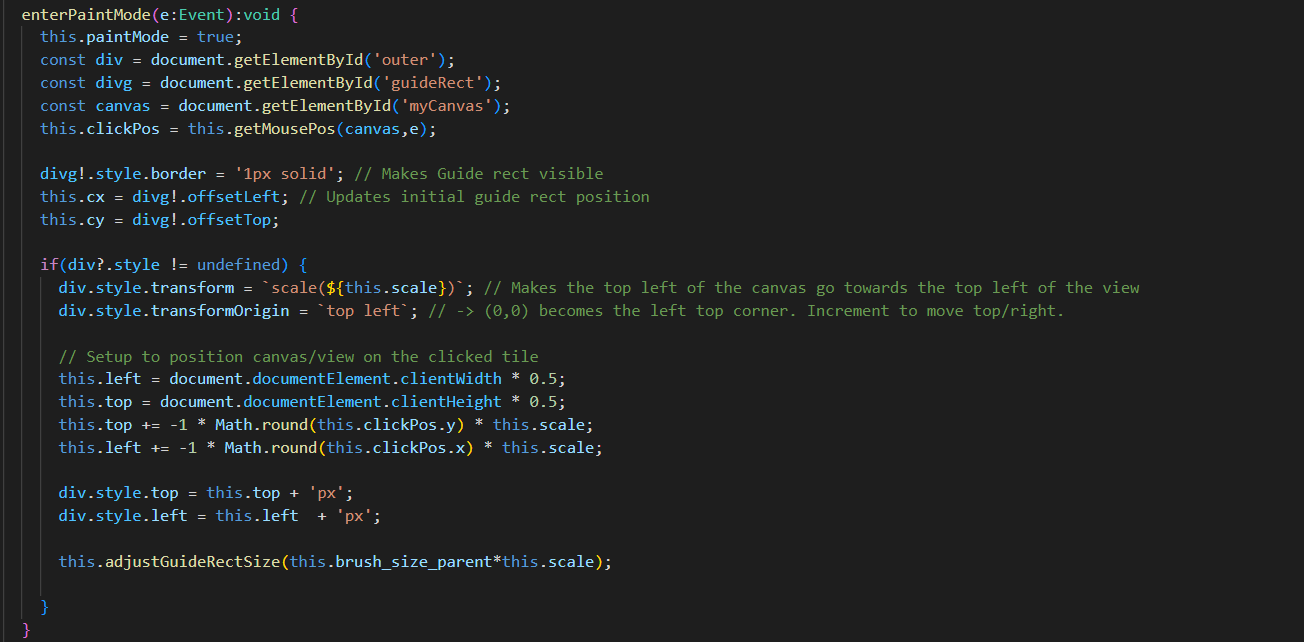 enterPaintMode(e:Event):void {
this.paintMode = true;
const div = document.getElementById('outer');
const divg = document.getElementById('guideRect');
const canvas = document.getElementById('myCanvas');
this.clickPos = this.getMousePos(canvas,e);
divg!.style.border = '1px solid'; // Makes Guide rect visible
this.cx = divg!.offsetLeft; // Updates initial guide rect position
this.cy = divg!.offsetTop;
if(div?.style != undefined) {
div.style.transform = `scale(${this.scale})`; // Makes the top left of the canvas go towards the top left of the view
div.style.transformOrigin = `top left`; // -> (0,0) becomes the left top corner. Increment to move top/right.
// Setup to position canvas/view on the clicked tile
this.left = document.documentElement.clientWidth * 0.5;
this.top = document.documentElement.clientHeight * 0.5;
this.top += -1 * Math.round(this.clickPos.y) * this.scale;
this.left += -1 * Math.round(this.clickPos.x) * this.scale;
div.style.top = this.top + 'px';
div.style.left = this.left  + 'px';
this.adjustGuideRectSize(this.brush_size_parent*this.scale);
}
}